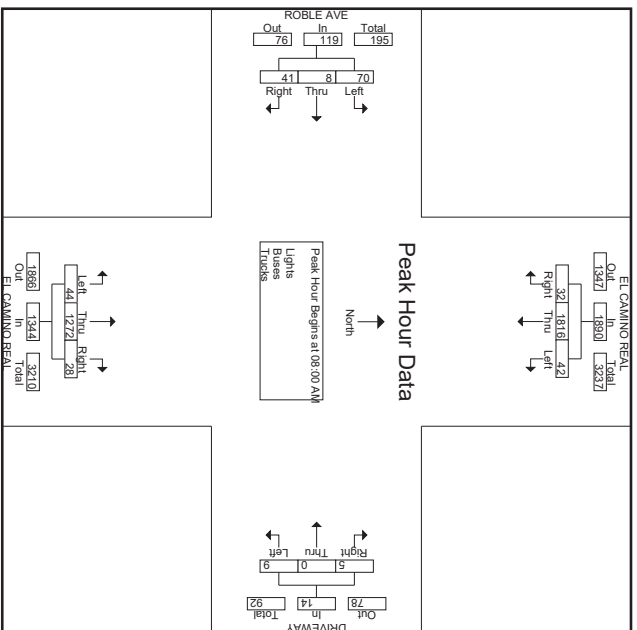 ROBLE AVE
Out In Total
76 119 195
41 8 70
Right Thru Left
EL CAMINO REAL
Out In Total
1347 1890 3237
32 1816 42
Right Thru Left
Peak Hour Data
North
Peak Hour Begins at 08:00 AM
Lights
Buses
Trucks
Left Thru Right
44 1272 28
Out In Total
1866 1344 3210
EL CAMINO REAL
Left Thru Right
9 0 5
Total In Out
92 14 78
DRIVEWAY